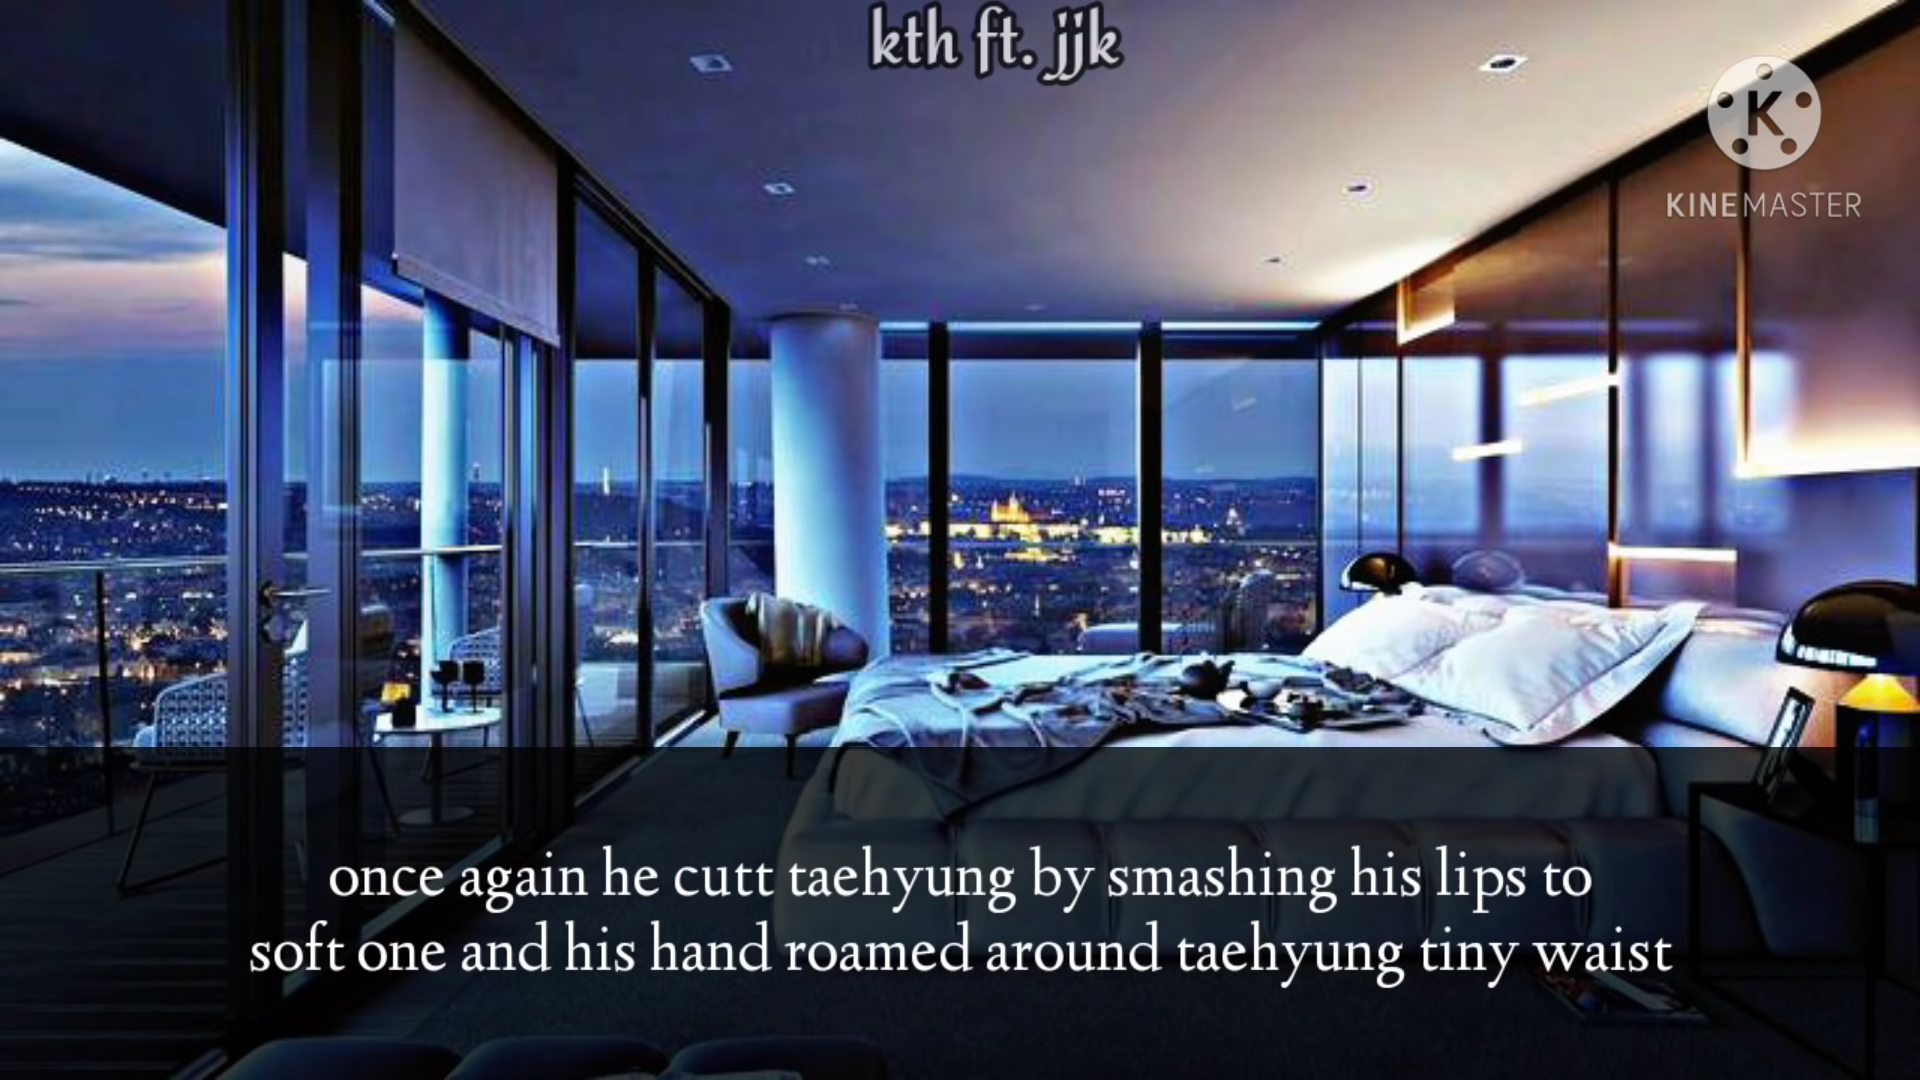 kth ft. jjk
K
KINEMASTER
once again he cutt taehyung by smashing his lips to
soft one and his hand roamed around taehyung tiny waist